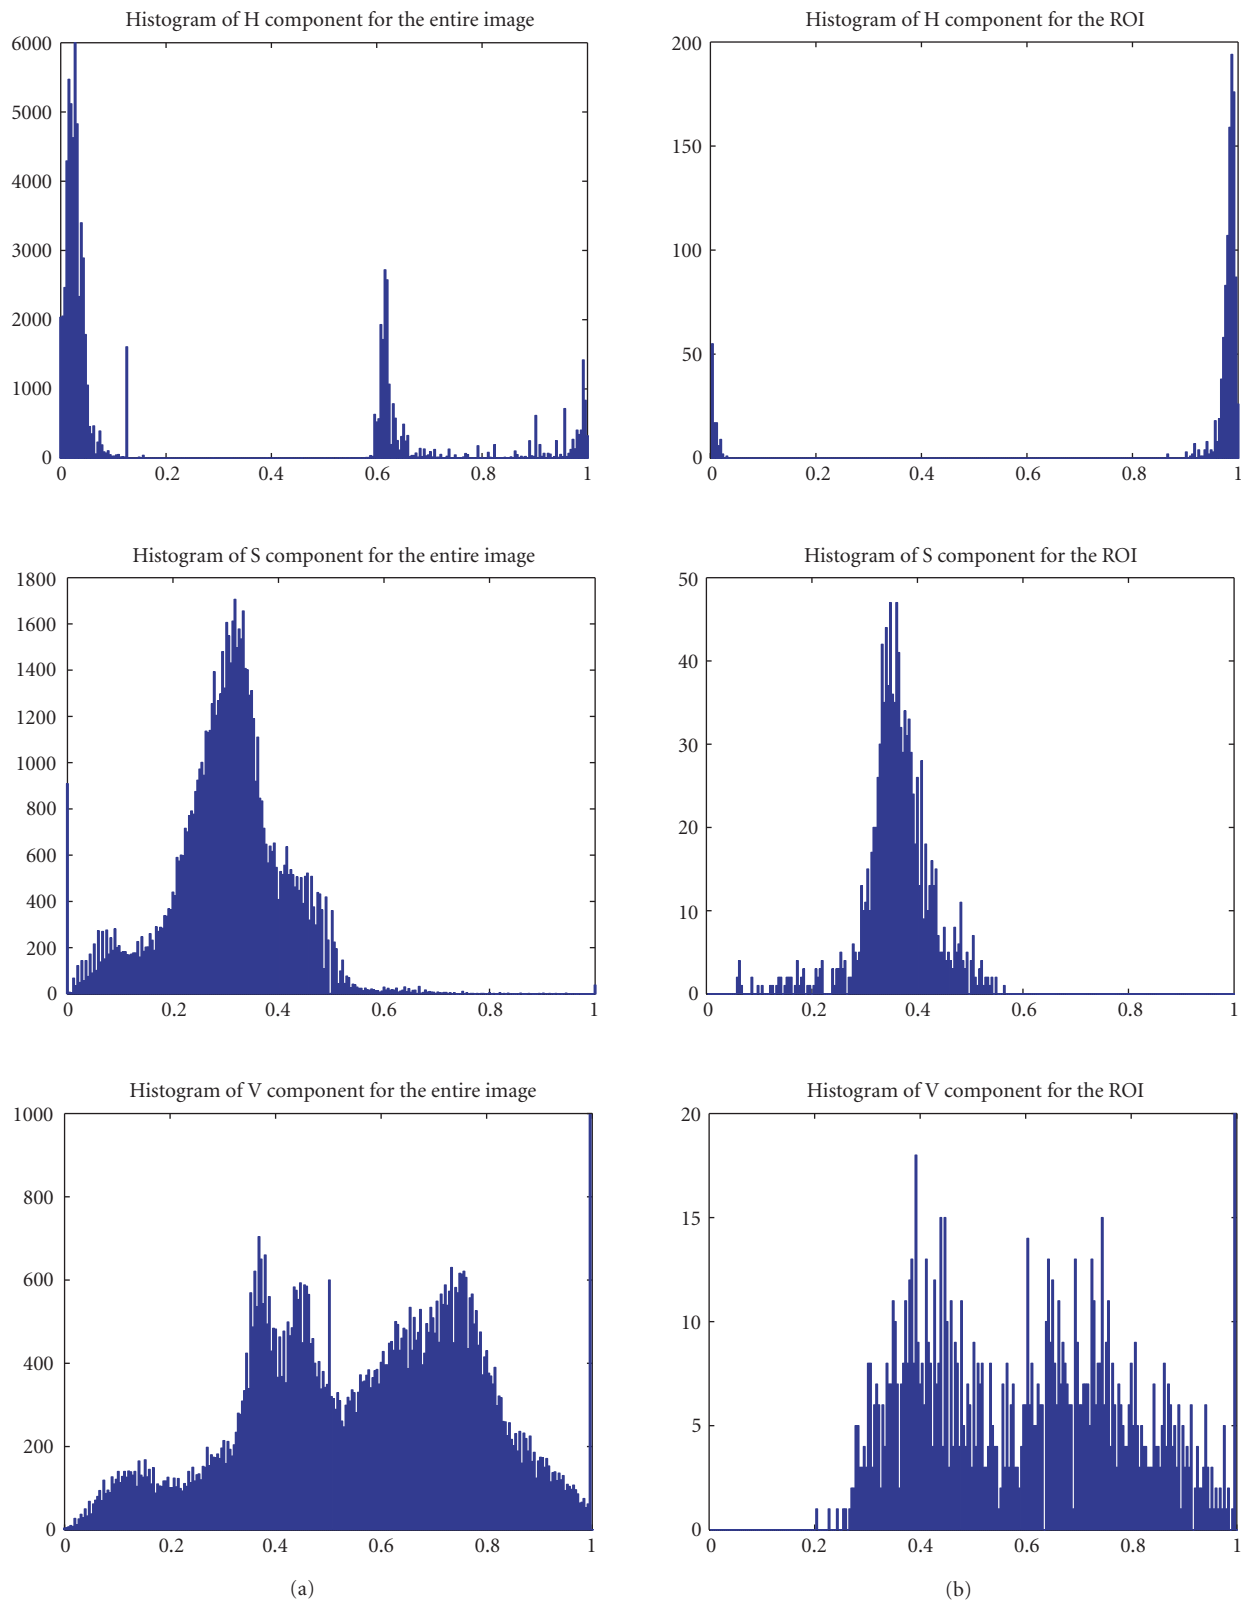 Histogram of H component for the entire image
6000
5000
4000
3000
2000
1000
0
0 0.2 0.4 0.6 0.8 1
Histogram of H component for the ROI
200
150
100
50
0
0 0.2 0.4 0.6 0.8 1
Histogram of S component for the entire image
1800
1600
1400
1200
1000
800
600
400
200
0
0 0.2 0.4 0.6 0.8 1
Histogram of S component for the ROI
50
40
30
20
10
0
0 0.2 0.4 0.6 0.8 1
Histogram of V component for the entire image
1000
800
600
400
200
0
0 0.2 0.4 0.6 0.8 1
(a)
Histogram of V component for the ROI
20
15
10
5
0
0 0.2 0.4 0.6 0.8 1
(b)